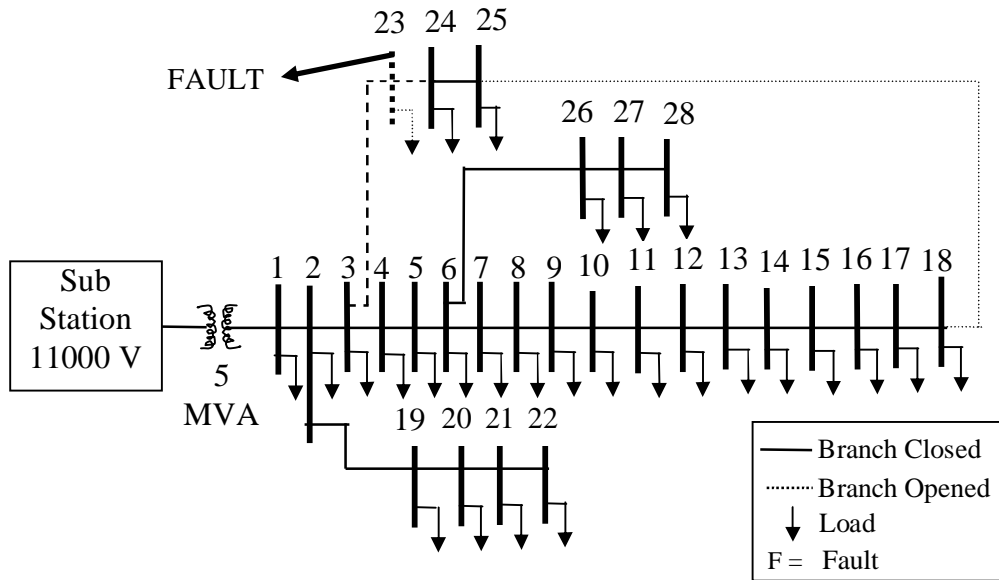 23 24 25
FAULT
26 27 28
Sub
Station
11000 V
5
MVA
1 2 3 4 5 6 7 8 9 10 11 12 13 14 15 16 17 18
19 20 21 22
Branch Closed
Branch Opened
Load
F = Fault